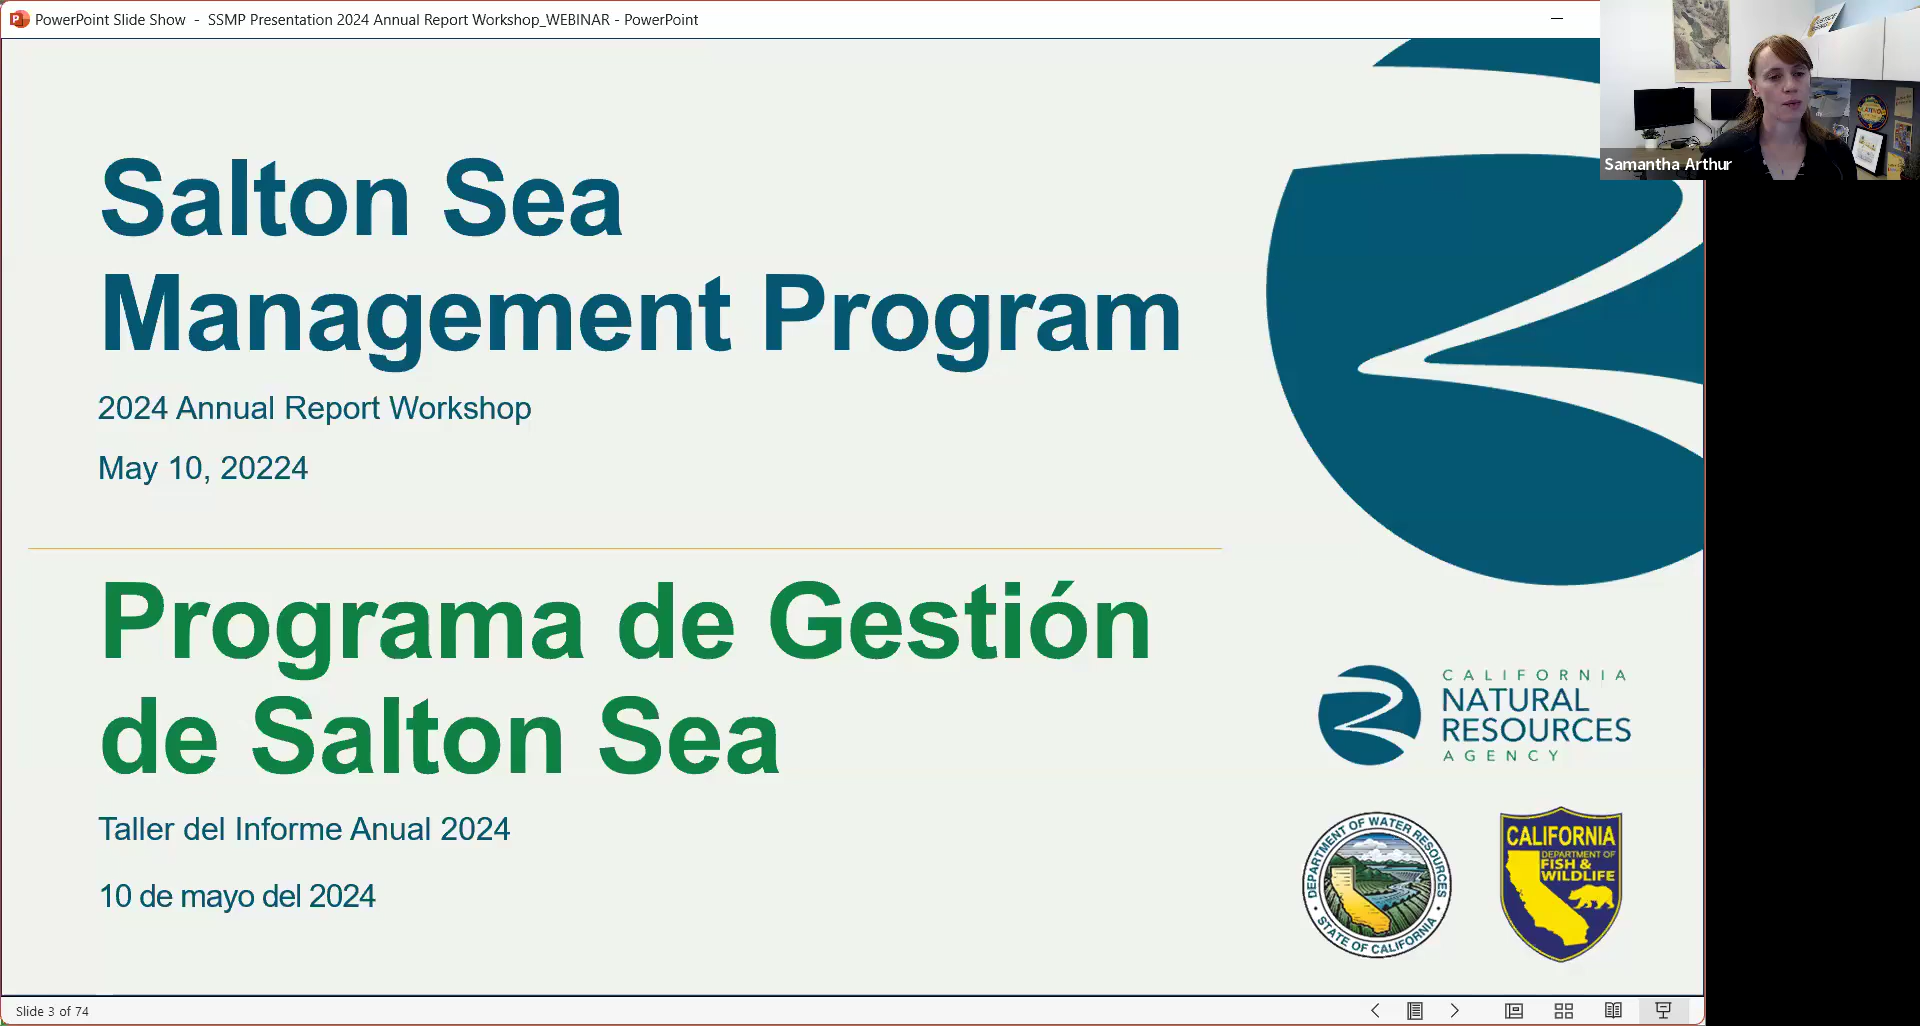 PowerPoint Slide Show - SSMP Presentation 2024 Annual Report Workshop_WEBINAR - PowerPoint
Samantha Arthur
Salton Sea
Management Program
2024 Annual Report Workshop
May 10, 20224
Programa de Gestión
de Salton Sea
Taller del Informe Anual 2024
10 de mayo del 2024
CALIFORNIA
NATURAL
RESOURCES
AGENCY
DEPARTMENT OF WATER RESOURCES
STATE OF CALIFORNIA
CALIFORNIA
DEPARTMENT OF
FISH &
WILDLIFE
Slide 3 of 74